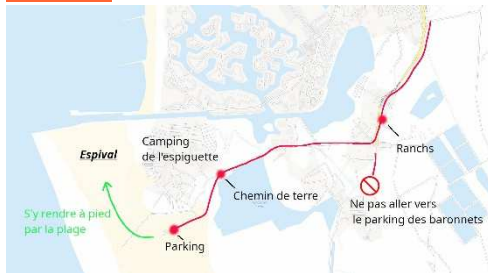 Camping
de l'espiguette
Espival
Ranchs
Chemin de terre
Ne pas aller vers
le parking des baronnets
S'y rendre à pied
par la plage
Parking